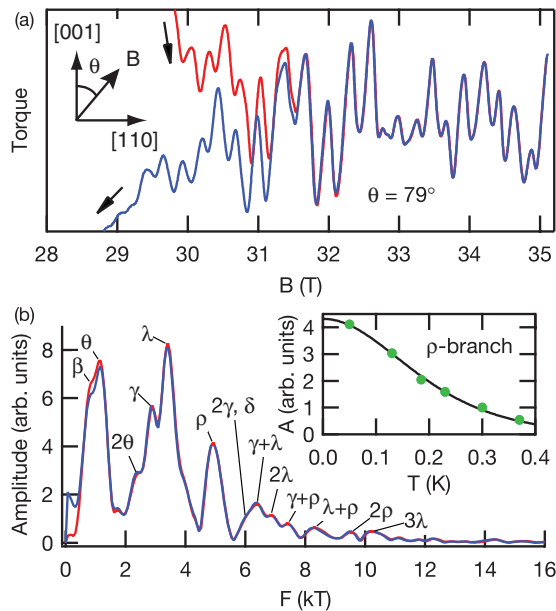 (a)
[001]
θ
B
[110]
Torque
θ = 79°
28 29 30 31 32 33 34 35
B (T)
(b)
Amplitude (arb. units)
8
6
4
2
0
β
θ
2θ
γ
λ
ρ
2γ, δ
γ+λ
2λ
γ+ρ
λ+ρ
2ρ
3λ
0 2 4 6 8 10 12 14 16
F (kT)
A (arb. units)
4
3
2
1
0
ρ-branch
0.0 0.1 0.2 0.3 0.4
T (K)